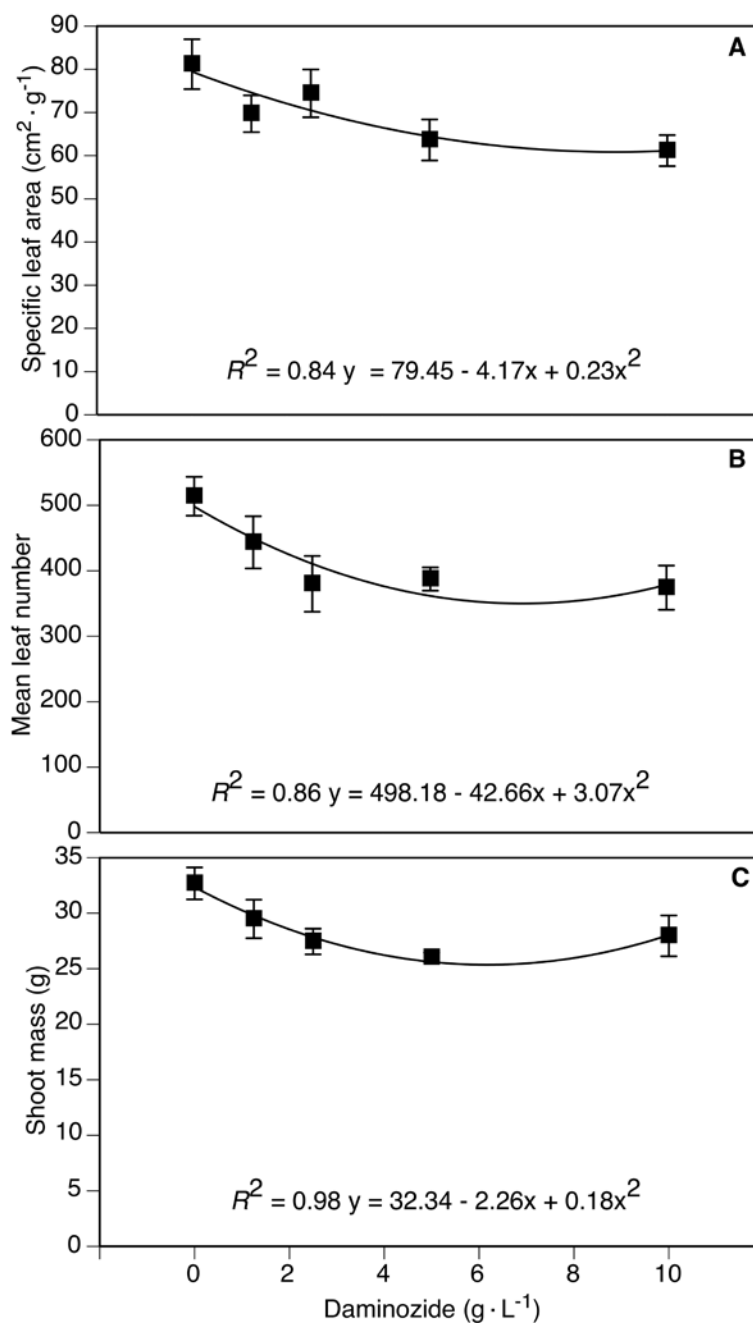 A
90
80
70
60
50
40
30
20
10
0
Specific leaf area (cm² · g⁻¹)
R² = 0.84 y = 79.45 - 4.17x + 0.23x²
B
600
500
400
300
200
100
0
Mean leaf number
R² = 0.86 y = 498.18 - 42.66x + 3.07x²
C
35
30
25
20
15
10
5
0
Shoot mass (g)
R² = 0.98 y = 32.34 - 2.26x + 0.18x²
0 2 4 6 8 10
Daminozide (g · L⁻¹)